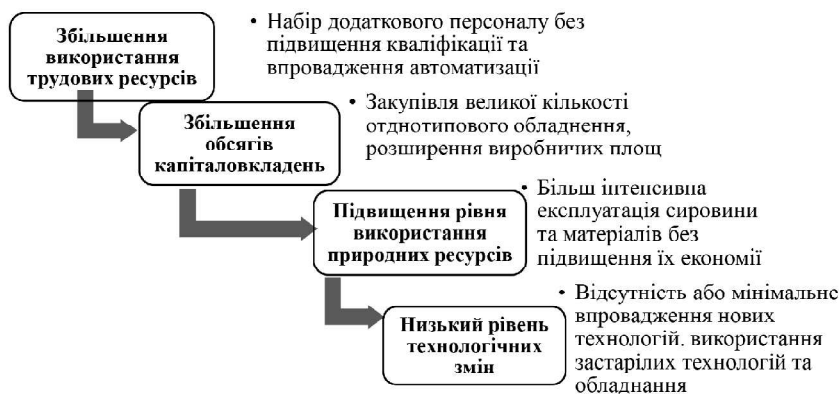 Збільшення
використання
трудових ресурсів
• Набір додаткового персоналу без
підвищення кваліфікації та
впровадження автоматизації
Збільшення
обсягів
капіталовкладень
• Закупівля великої кількості
отднотипового обладнення,
розширення виробничих площ
Підвищення рівня
використання
природних ресурсів
• Більш інтенсивна
експлуатація сировини
та матеріалів без
підвищення їх економії
Низький рівень
технологічних
змін
• Відсутність або мінімальне
впровадження нових
технологій. використання
застарілих технологій та
обладнання